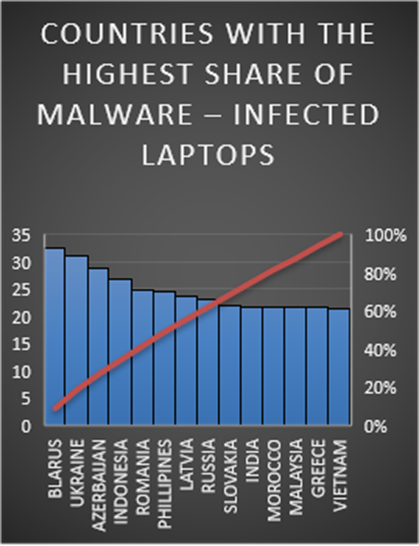 COUNTRIES WITH THE
HIGHEST SHARE OF
MALWARE – INFECTED
LAPTOPS
35
30
25
20
15
10
5
0
100%
80%
60%
40%
20%
0%
BLARUS
UKRAINE
AZERBAIJAN
INDONESIA
ROMANIA
PHILLIPINES
LATVIA
RUSSIA
SLOVAKIA
INDIA
MOROCCO
MALAYSIA
GREECE
VIETNAM